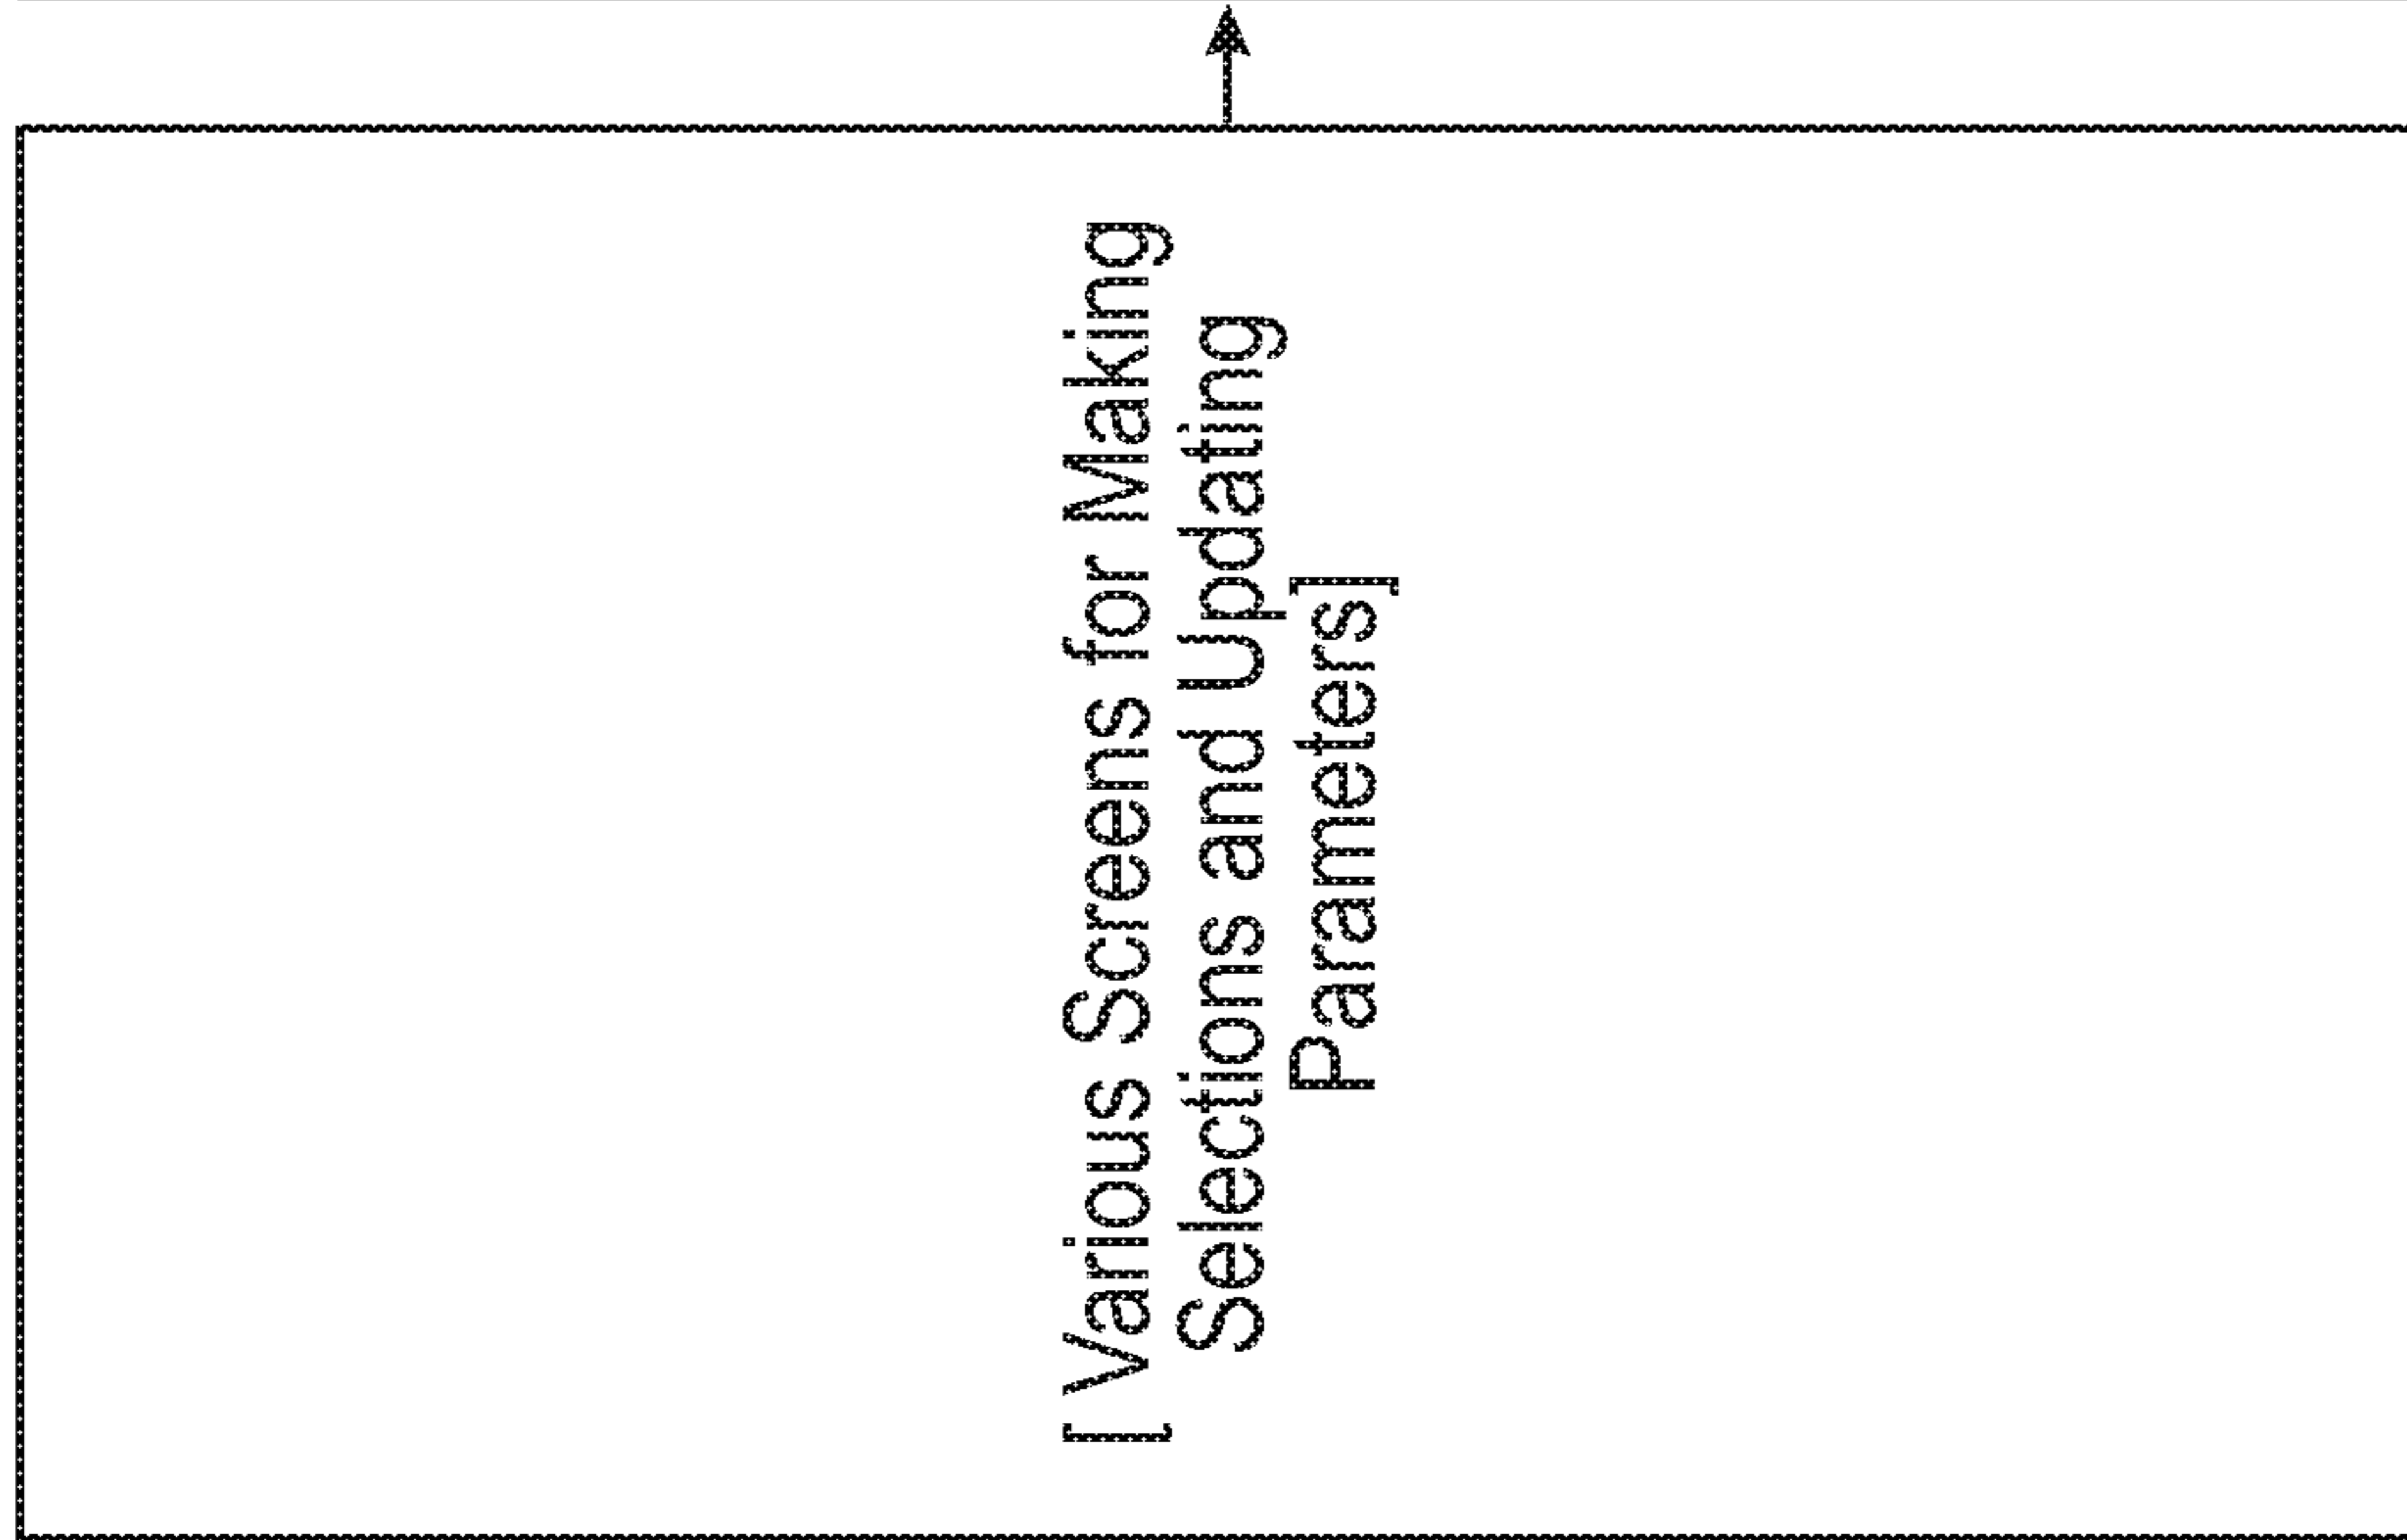 [ Various Screens for Making
Selections and Updating
Parameters]